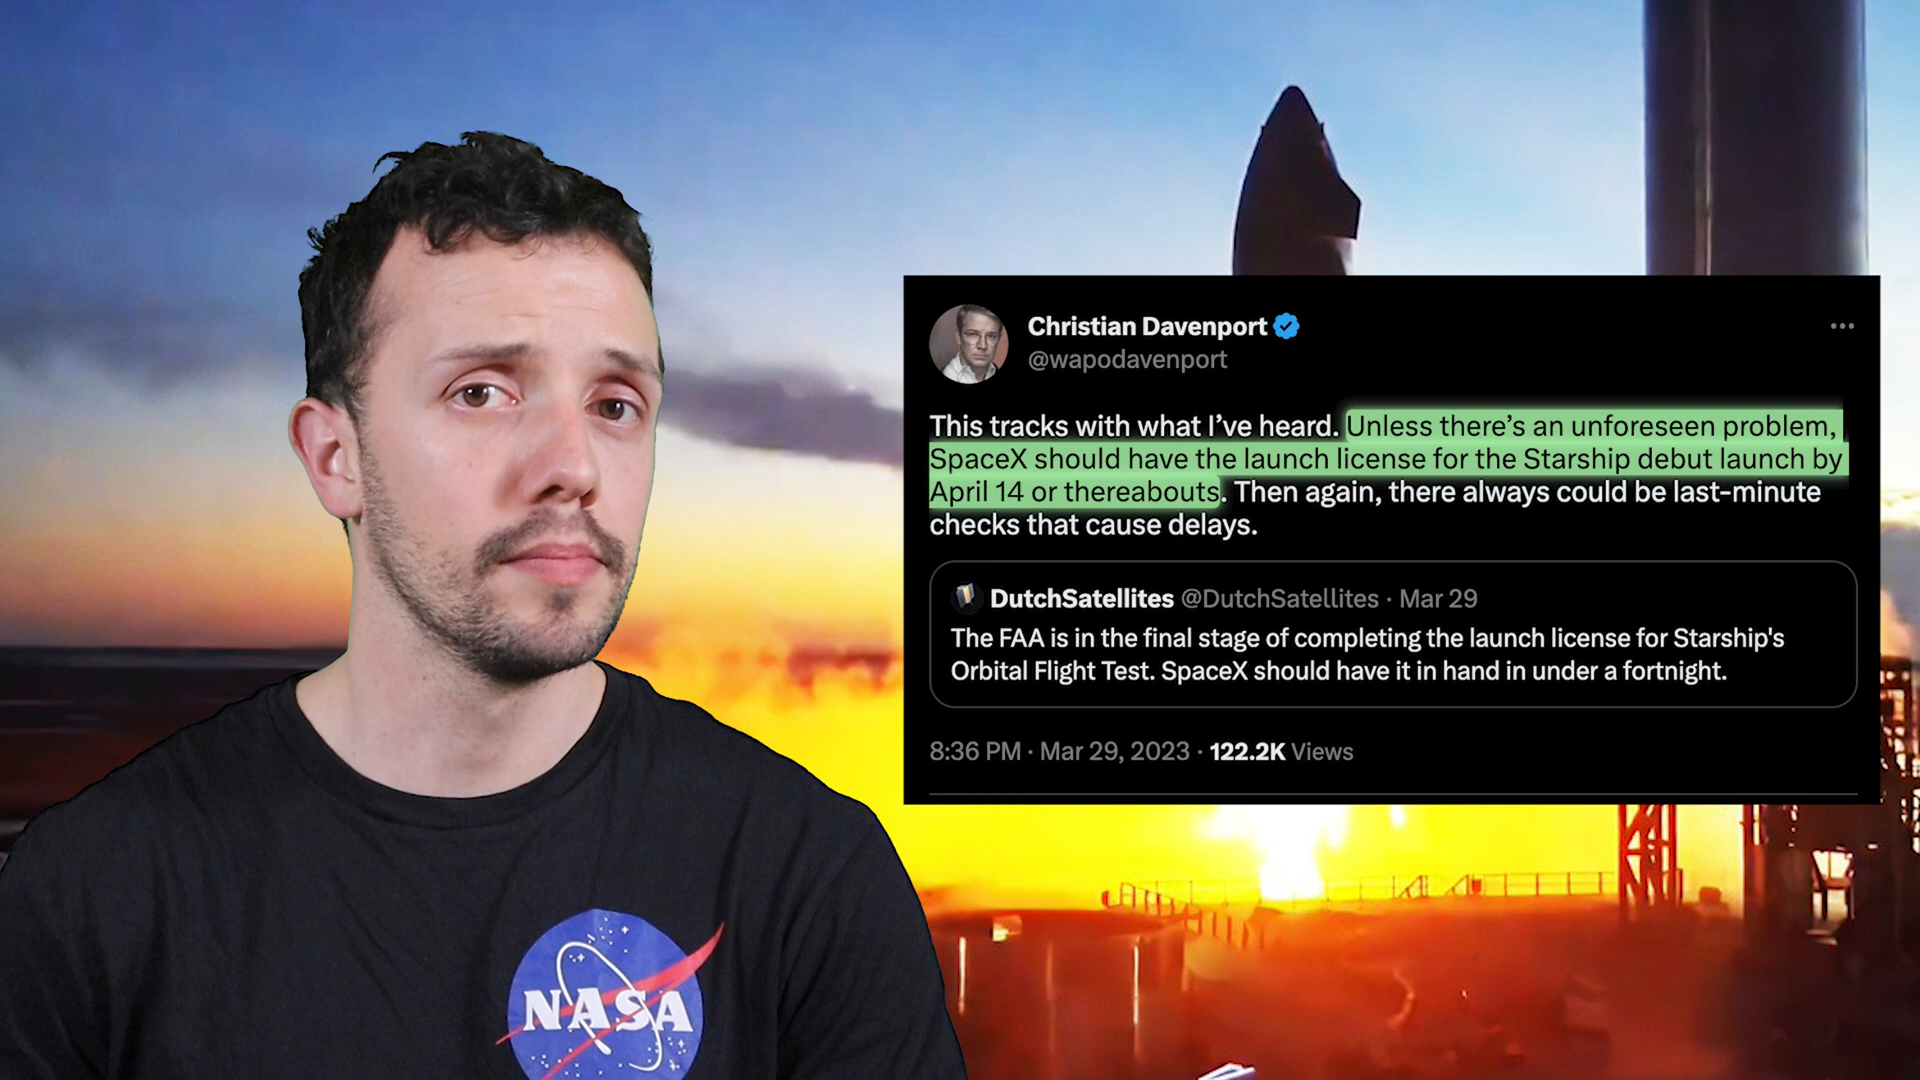 Christian Davenport
@wapodavenport
This tracks with what I’ve heard. Unless there’s an unforeseen problem,
SpaceX should have the launch license for the Starship debut launch by
April 14 or thereabouts. Then again, there always could be last-minute
checks that cause delays.
DutchSatellites @DutchSatellites · Mar 29
The FAA is in the final stage of completing the launch license for Starship's
Orbital Flight Test. SpaceX should have it in hand in under a fortnight.
8:36 PM · Mar 29, 2023 · 122.2K Views
NASA